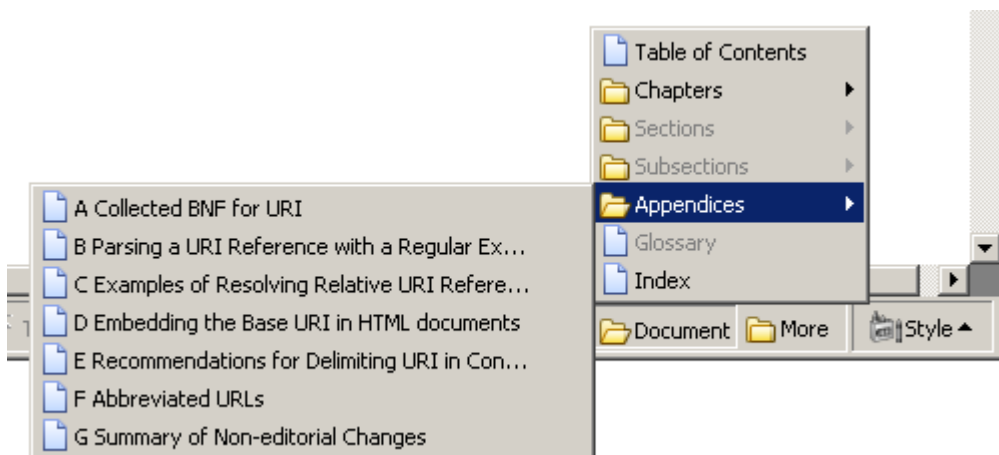 Table of Contents
Chapters
Sections
Subsections
Appendices
Glossary
Index
A Collected BNF for URI
B Parsing a URI Reference with a Regular Ex...
C Examples of Resolving Relative URI Refere...
D Embedding the Base URI in HTML documents
E Recommendations for Delimiting URI in Con...
F Abbreviated URLs
G Summary of Non-editorial Changes
Document
More
Style